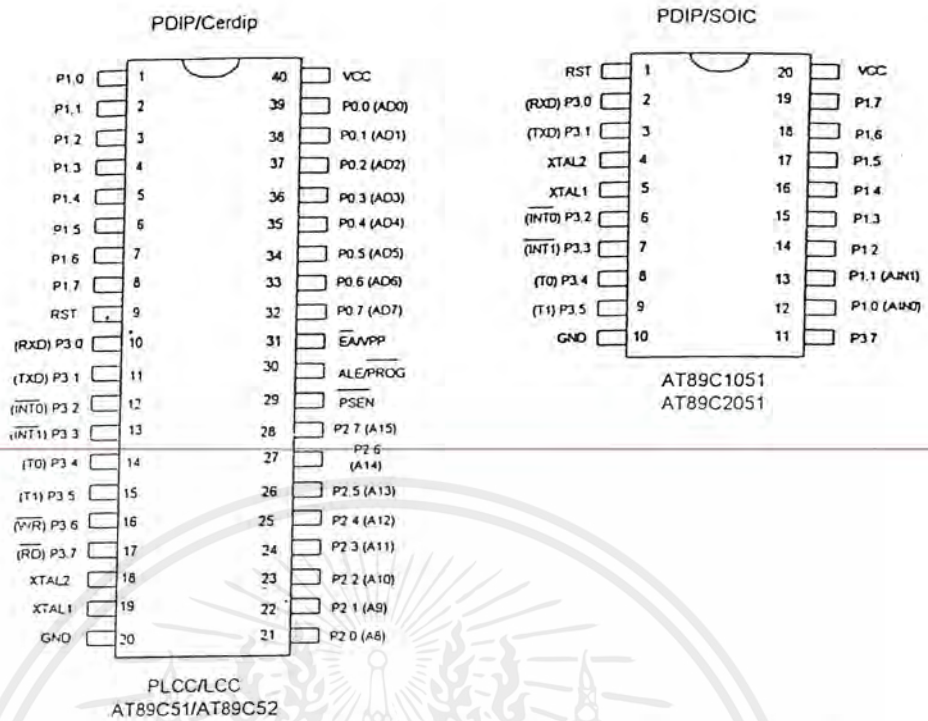 PDIP/Cerdip
P1.0 1 40 VCC
P1.1 2 39 P0.0 (AD0)
P1.2 3 38 P0.1 (AD1)
P1.3 4 37 P0.2 (AD2)
P1.4 5 36 P0.3 (AD3)
P1.5 6 35 P0.4 (AD4)
P1.6 7 34 P0.5 (AD5)
P1.7 8 33 P0.6 (AD6)
RST 9 32 P0.7 (AD7)
(RXD) P3.0 10 31 EA/VPP
(TXD) P3.1 11 30 ALE/PROG
(INT0) P3.2 12 29 PSEN
(INT1) P3.3 13 28 P2.7 (A15)
(T0) P3.4 14 27 P2.6 (A14)
(T1) P3.5 15 26 P2.5 (A13)
(WR) P3.6 16 25 P2.4 (A12)
(RD) P3.7 17 24 P2.3 (A11)
XTAL2 18 23 P2.2 (A10)
XTAL1 19 22 P2.1 (A9)
GND 20 21 P2.0 (A8)
PLCC/LCC
AT89C51/AT89C52
PDIP/SOIC
RST 1 20 VCC
(RXD) P3.0 2 19 P1.7
(TXD) P3.1 3 18 P1.6
XTAL2 4 17 P1.5
XTAL1 5 16 P1.4
(INT0) P3.2 6 15 P1.3
(INT1) P3.3 7 14 P1.2
(T0) P3.4 8 13 P1.1 (AIN1)
(T1) P3.5 9 12 P1.0 (AIN0)
GND 10 11 P3.7
AT89C1051
AT89C2051